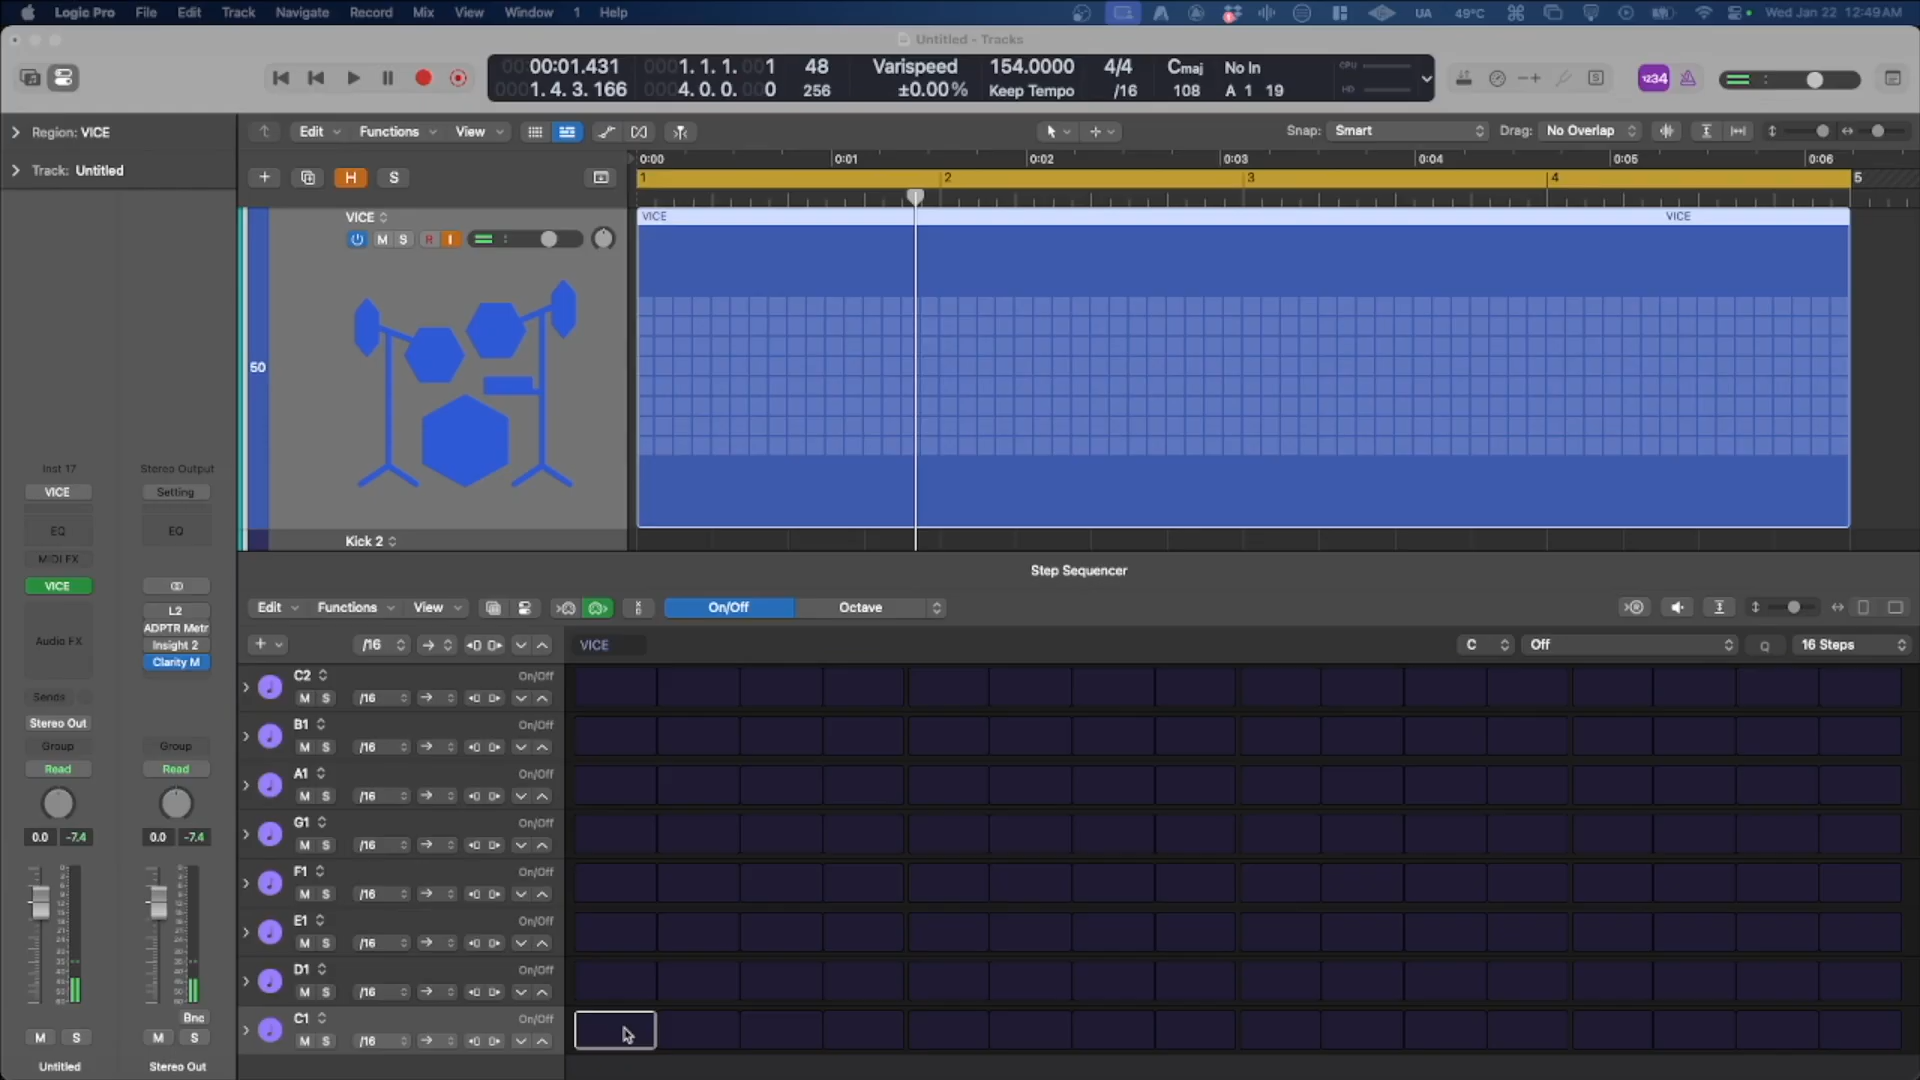 Logic Pro File Edit Track Navigate Record Mix View Window 1 Help
UA 49°C Wed Jan 22 12:49 AM
Untitled - Tracks
00:01.431 1. 1. 1. 1 48 Varispeed 154.0000 4/4 Cmaj No In CPU
1. 4. 3. 166 4. 0. 0. 0 256 ±0.00% Keep Tempo /16 108 A 1 19 HD
1234
Region: VICE
Edit Functions View
Snap: Smart Drag: No Overlap
Track: Untitled
H S
0:00 0:01 0:02 0:03 0:04 0:05 0:06
1 2 3 4 5
VICE
M S R I
50
VICE VICE
Kick 2
Inst 17 Stereo Output
VICE Setting
EQ EQ
MIDI FX
VICE
L2
ADPTR Metr
Audio FX
Insight 2
Clarity M
Sends
Stereo Out
Group Group
Read Read
0.0 -7.4 0.0 -7.4
Bnc
M S M S
Untitled Stereo Out
Step Sequencer
Edit Functions View On/Off Octave
/16 VICE C Off Q 16 Steps
C2 On/Off
M S /16
B1 On/Off
M S /16
A1 On/Off
M S /16
G1 On/Off
M S /16
F1 On/Off
M S /16
E1 On/Off
M S /16
D1 On/Off
M S /16
C1 On/Off
M S /16